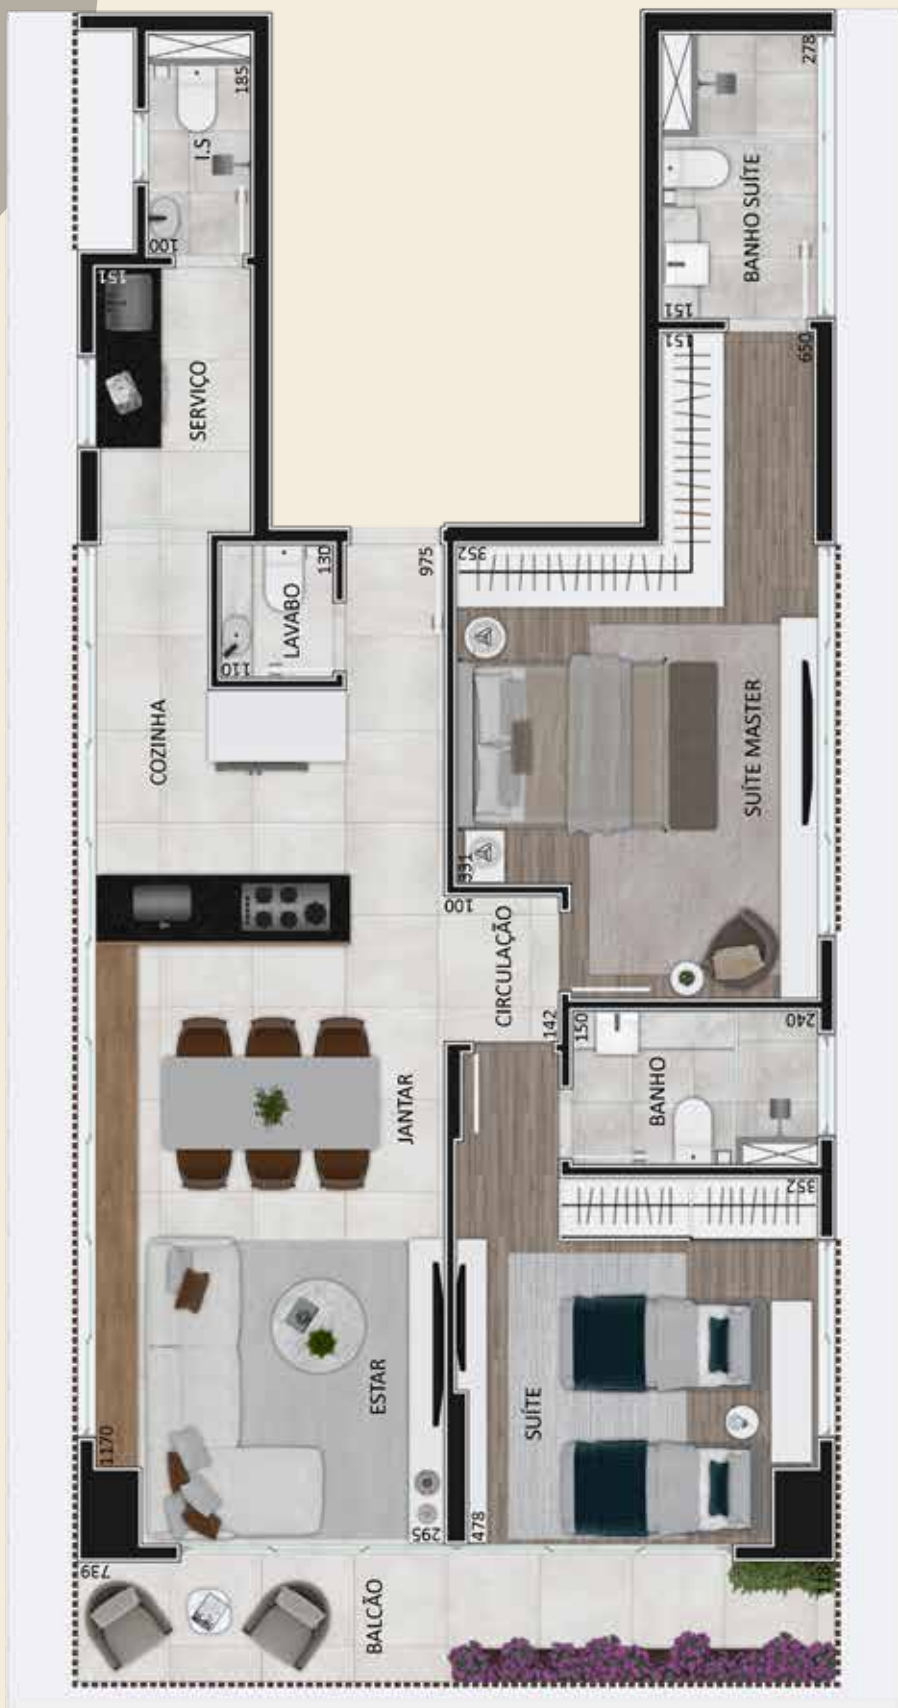 185
I.S
100
278
BANHO SUÍTE
151
151
SERVIÇO
151
650
975
352
130
LAVABO
110
COZINHA
SUÍTE MASTER
331
100
CIRCULAÇÃO
142
150
240
BANHO
JANTAR
352
ESTAR
SUÍTE
1170
295
478
739
BALCÃO
118